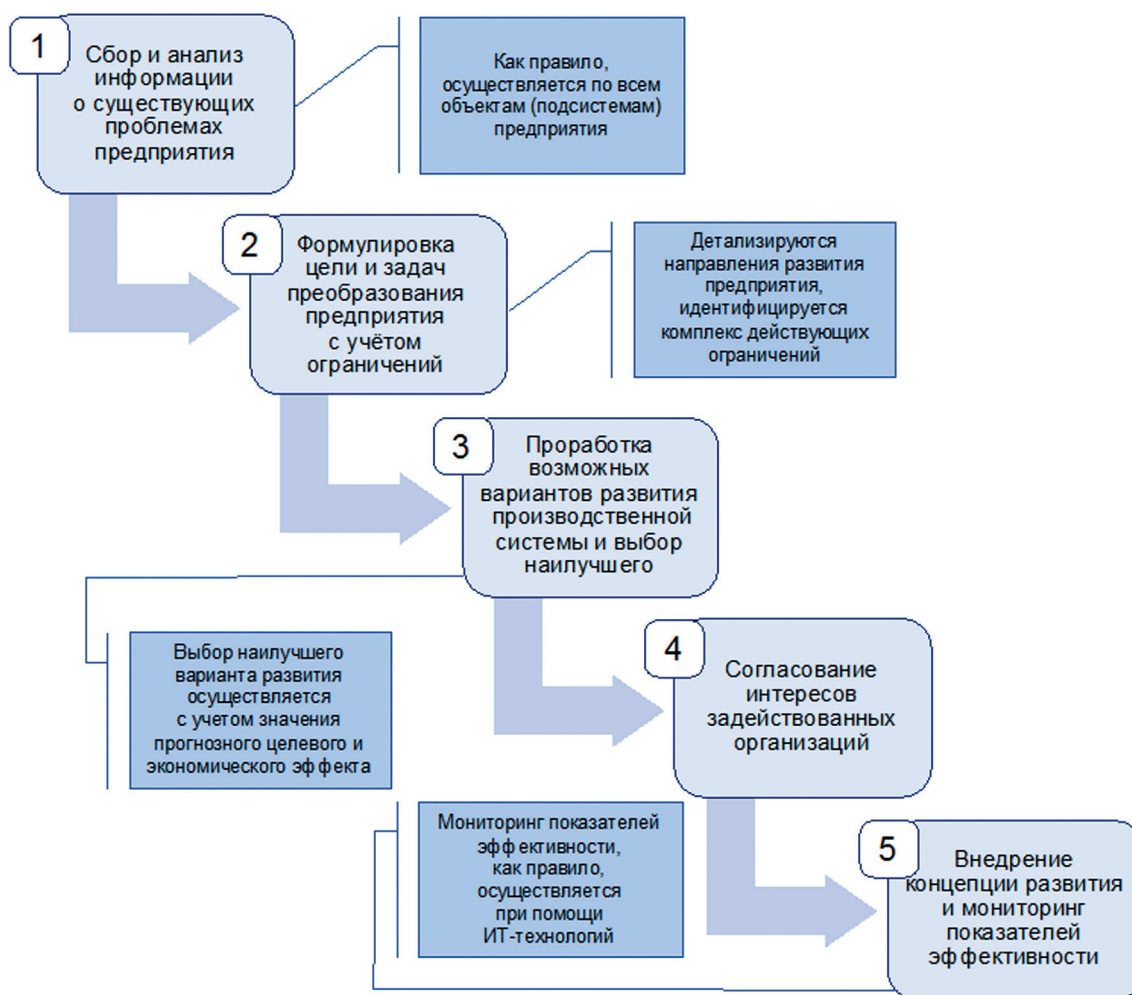 1
Сбор и анализ
информации
о существующих
проблемах
предприятия
Как правило,
осуществляется по всем
объектам (подсистемам)
предприятия
2
Формулировка
цели и задач
преобразования
предприятия
с учётом
ограничений
Детализируются
направления развития
предприятия,
идентифицируется
комплекс действующих
ограничений
3
Проработка
возможных
вариантов развития
производственной
системы и выбор
наилучшего
Выбор наилучшего
варианта развития
осуществляется
с учетом значения
прогнозного целевого и
экономического эффекта
4
Согласование
интересов
задействованных
организаций
Мониторинг показателей
эффективности,
как правило,
осуществляется
при помощи
ИТ-технологий
5
Внедрение
концепции развития
и мониторинг
показателей
эффективности